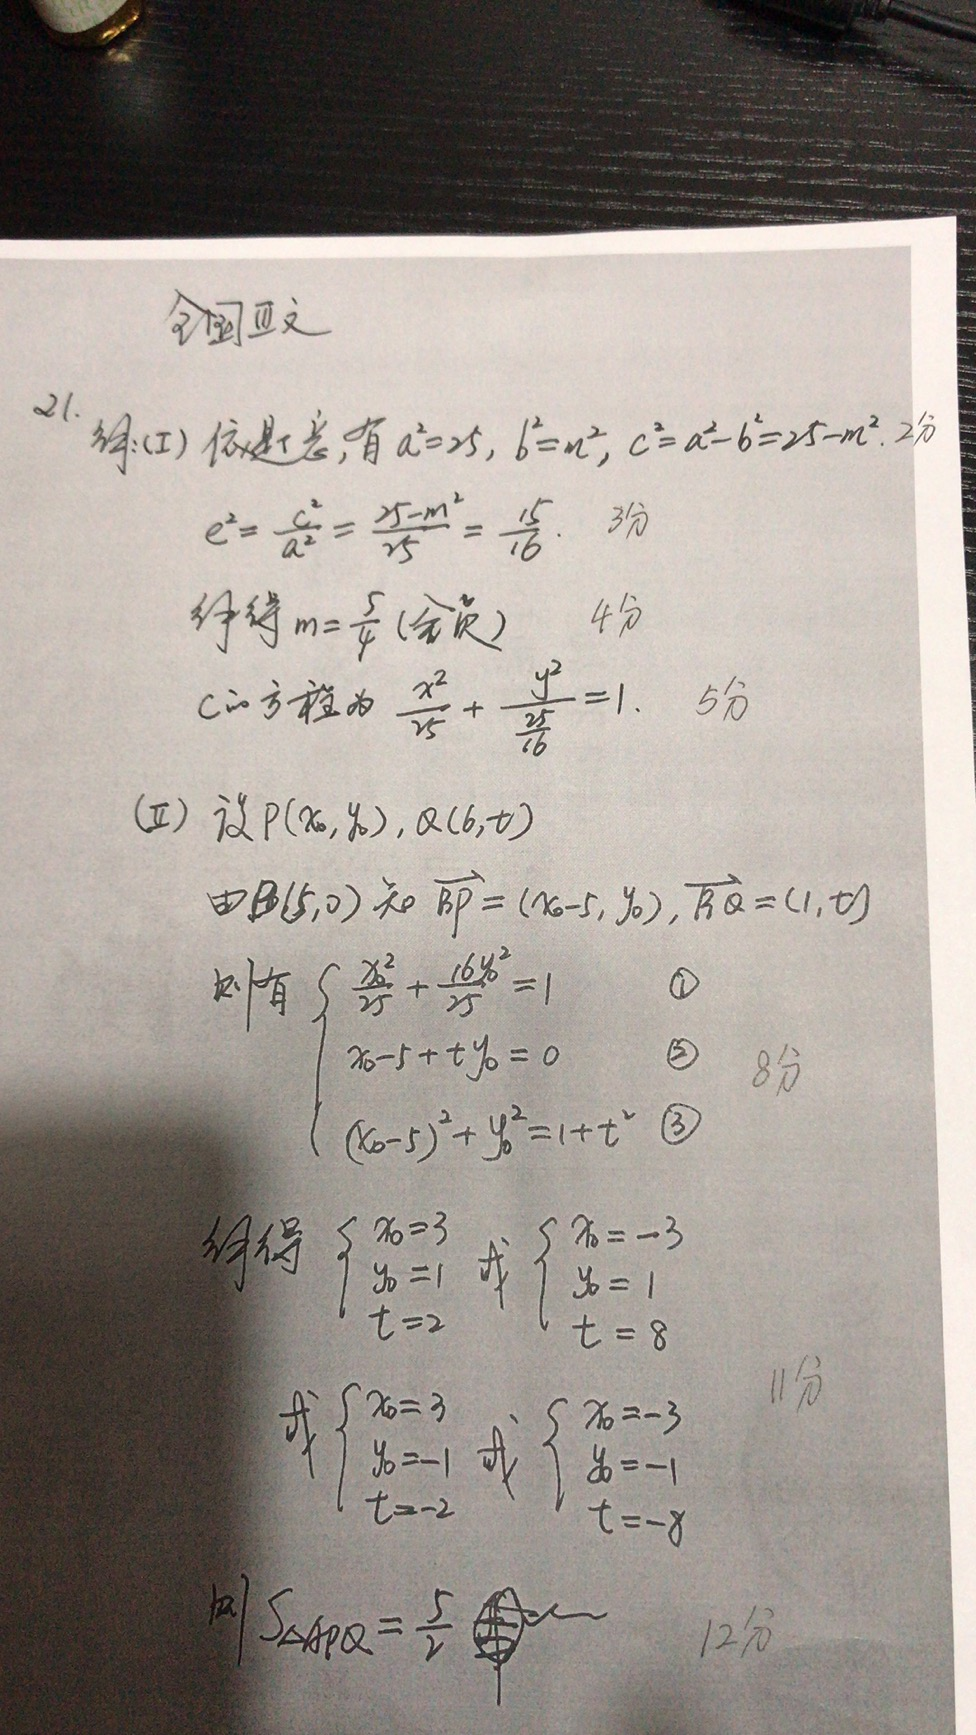 全国Ⅲ文
21.
解:(I) 依题意,有 a²=25, b²=m², c²=a²-b²=25-m². 2分
e²= c²/a² = (25-m²)/25 = 15/16. 3分
解得 m=5/4 (舍负) 4分
C的方程为 x²/25 + y²/(25/16) =1. 5分
(Ⅱ) 设P(x₀,y₀), Q(6,t)
由B(5,0) 知 BP→ = (x₀-5, y₀), BQ→ = (1,t)
则有 { x₀²/25 + 16y₀²/25 =1 ①
x₀-5+ty₀=0 ② 8分
(x₀-5)²+y₀²=1+t² ③
解得 { x₀=3 或 { x₀=-3
y₀=1 y₀=1
t=2 t=8
11分
或 { x₀=3 或 { x₀=-3
y₀=-1 y₀=-1
t=-2 t=-8
则 S△APQ = 5/2 12分